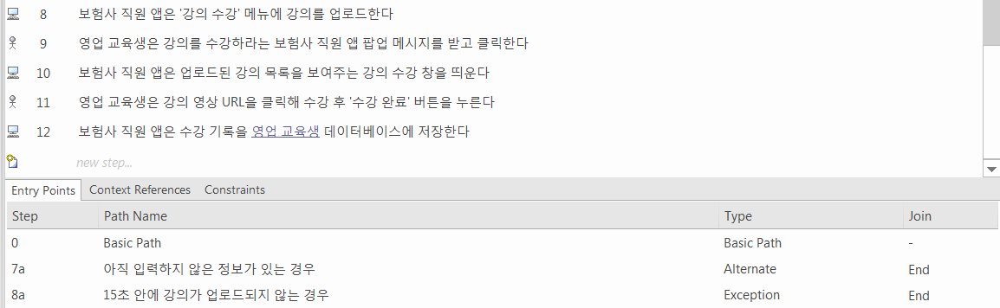 8 보험사 직원 앱은 '강의 수강' 메뉴에 강의를 업로드한다
9 영업 교육생은 강의를 수강하라는 보험사 직원 앱 팝업 메시지를 받고 클릭한다
10 보험사 직원 앱은 업로드된 강의 목록을 보여주는 강의 수강 창을 띄운다
11 영업 교육생은 강의 영상 URL을 클릭해 수강 후 '수강 완료' 버튼을 누른다
12 보험사 직원 앱은 수강 기록을 영업 교육생 데이터베이스에 저장한다
new step...
Entry Points Context References Constraints
Step Path Name Type Join
0 Basic Path Basic Path -
7a 아직 입력하지 않은 정보가 있는 경우 Alternate End
8a 15초 안에 강의가 업로드되지 않는 경우 Exception End